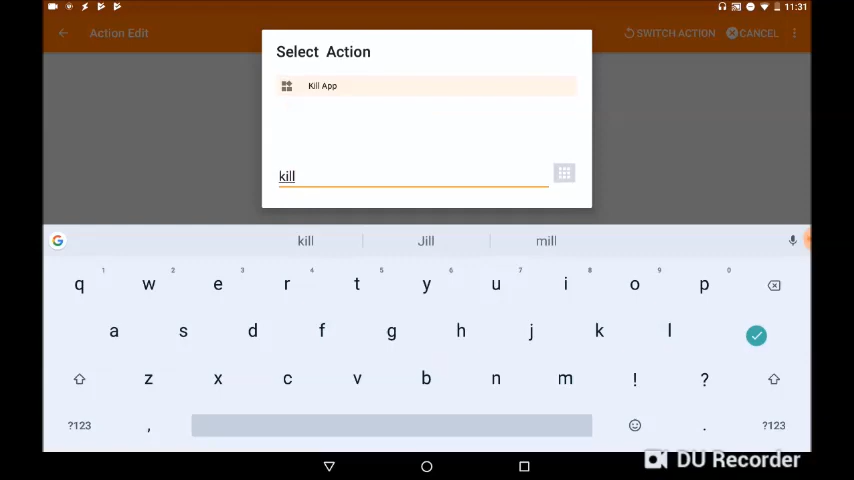 11:31
Action Edit
SWITCH ACTION
CANCEL
Select Action
Kill App
kill
kill Jill mill
1 2 3 4 5 6 7 8 9 0
q w e r t y u i o p
a s d f g h j k l
z x c v b n m ! ?
?123 , . ?123
DU Recorder